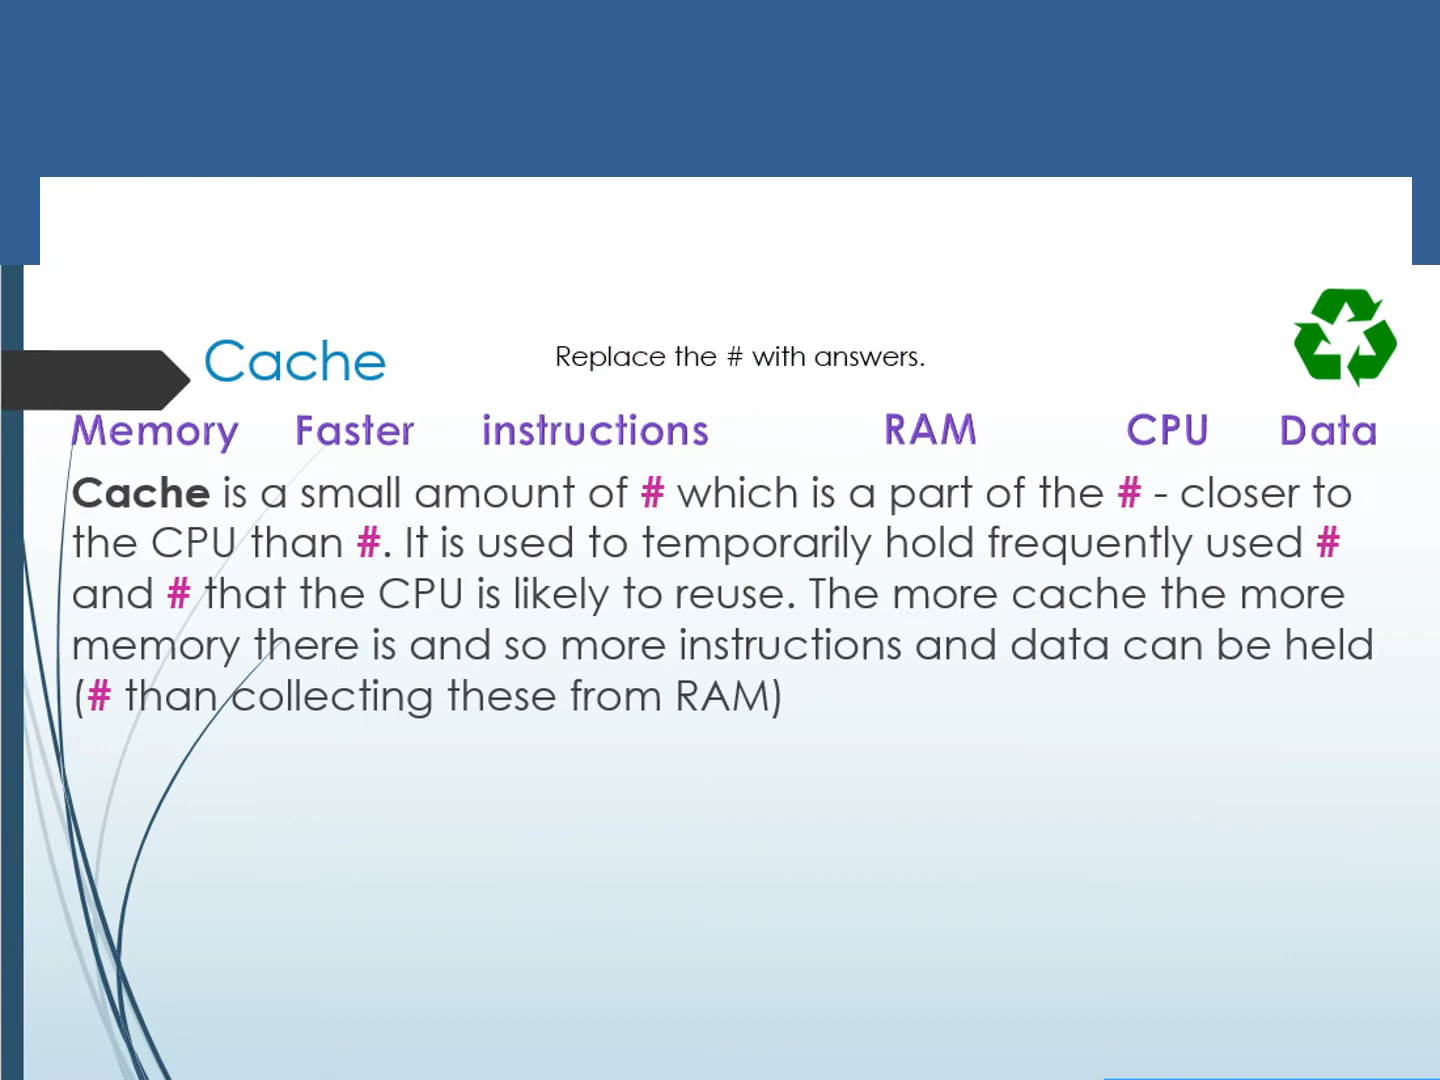 Cache
Replace the # with answers.
Memory Faster instructions RAM CPU Data
Cache is a small amount of # which is a part of the # - closer to
the CPU than #. It is used to temporarily hold frequently used #
and # that the CPU is likely to reuse. The more cache the more
memory there is and so more instructions and data can be held
(# than collecting these from RAM)